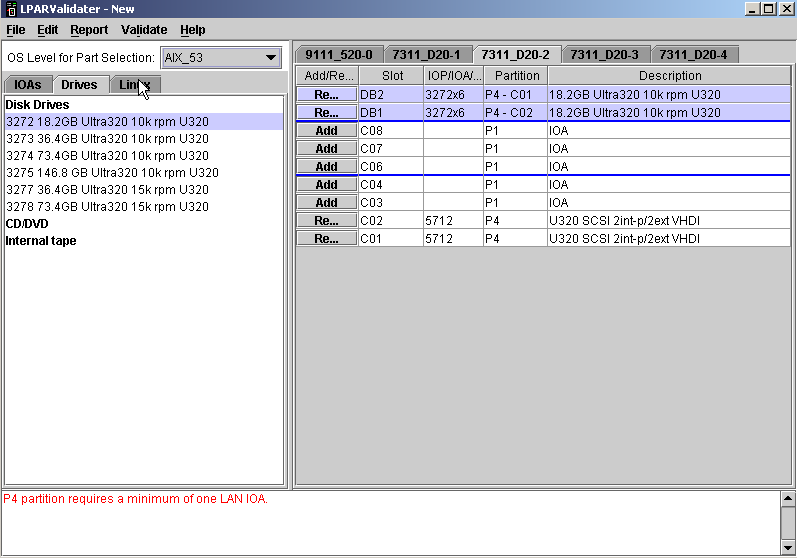 LPARValidater - New
File Edit Report Validate Help
OS Level for Part Selection: AIX_53
IOAs Drives Linux
Disk Drives
3272 18.2GB Ultra320 10k rpm U320
3273 36.4GB Ultra320 10k rpm U320
3274 73.4GB Ultra320 10k rpm U320
3275 146.8 GB Ultra320 10k rpm U320
3277 36.4GB Ultra320 15k rpm U320
3278 73.4GB Ultra320 15k rpm U320
CD/DVD
Internal tape
9111_520-0 7311_D20-1 7311_D20-2 7311_D20-3 7311_D20-4
Add/Re... Slot IOP/IOA/... Partition Description
Re... DB2 3272x6 P4 - C01 18.2GB Ultra320 10k rpm U320
Re... DB1 3272x6 P4 - C02 18.2GB Ultra320 10k rpm U320
Add C08 P1 IOA
Add C07 P1 IOA
Add C06 P1 IOA
Add C04 P1 IOA
Add C03 P1 IOA
Re... C02 5712 P4 U320 SCSI 2int-p/2ext VHDI
Re... C01 5712 P4 U320 SCSI 2int-p/2ext VHDI
P4 partition requires a minimum of one LAN IOA.